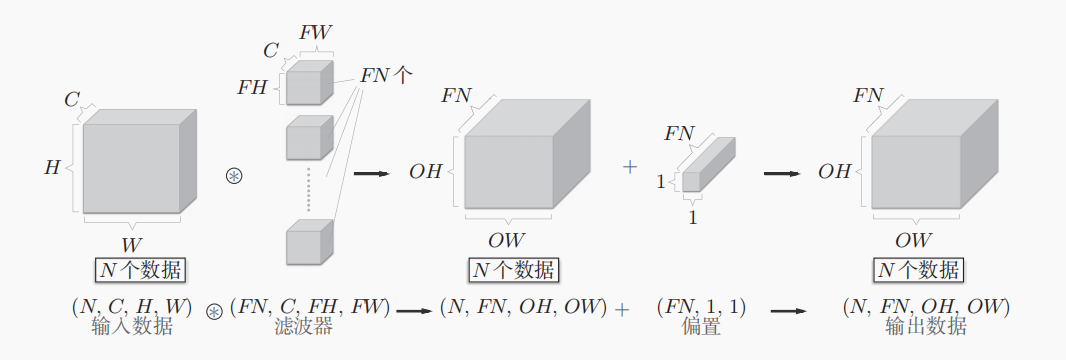 FW
C
FH
FN 个
C
H
W
N 个数据
⊛
FN
OH
OW
N 个数据
+
FN
1
1
FN
OH
OW
N 个数据
(N, C, H, W) ⊛ (FN, C, FH, FW) → (N, FN, OH, OW) + (FN, 1, 1) → (N, FN, OH, OW)
输入数据 滤波器 偏置 输出数据